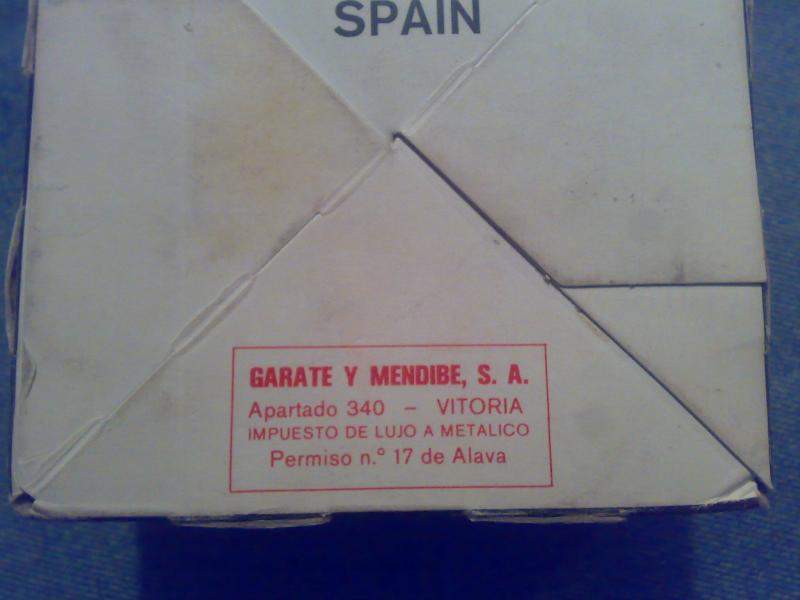 SPAIN
GARATE Y MENDIBE, S. A.
Apartado 340 – VITORIA
IMPUESTO DE LUJO A METALICO
Permiso n.° 17 de Alava